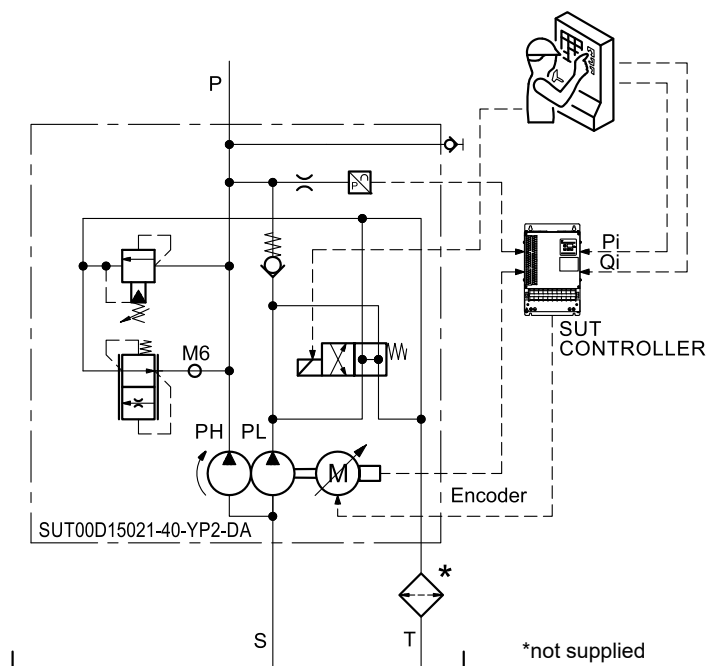 P
P
Pi
Qi
SUT
CONTROLLER
M6
PH PL
M
Encoder
SUT00D15021-40-YP2-DA
*
S
T
*not supplied